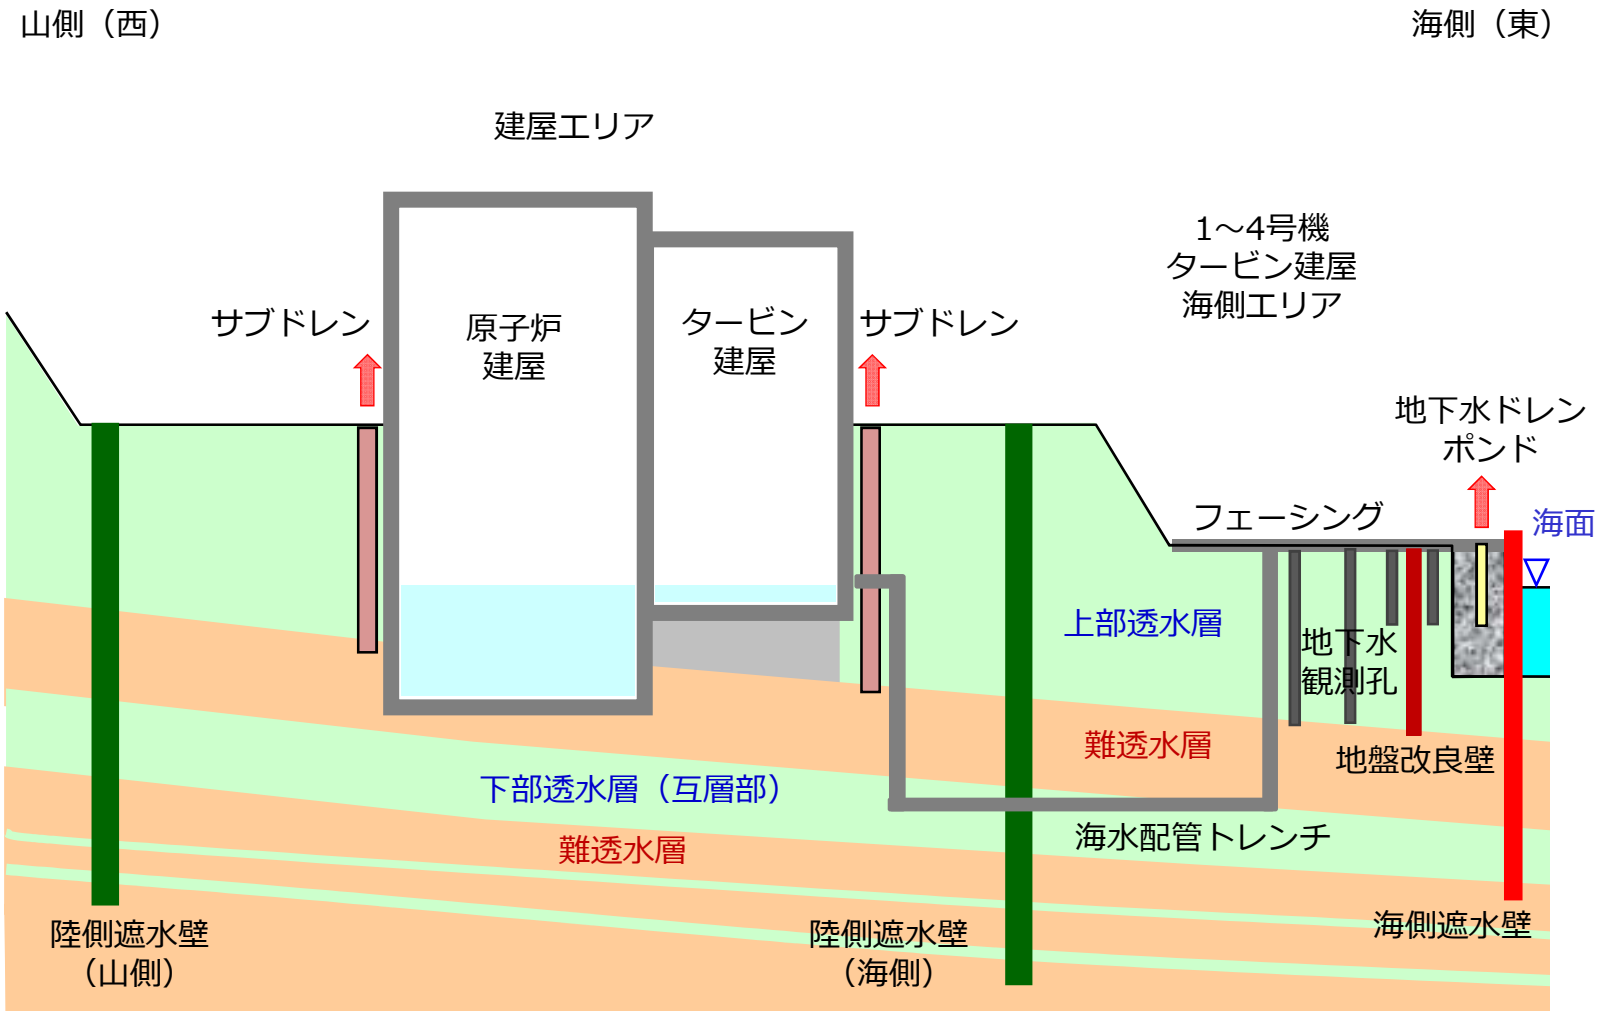 山側（西）
海側（東）
建屋エリア
1～4号機
タービン建屋
海側エリア
サブドレン
原子炉
建屋
タービン
建屋
サブドレン
地下水ドレン
ポンド
フェーシング
海面
上部透水層
地下水
観測孔
難透水層
地盤改良壁
下部透水層（互層部）
海水配管トレンチ
難透水層
陸側遮水壁
（山側）
陸側遮水壁
（海側）
海側遮水壁